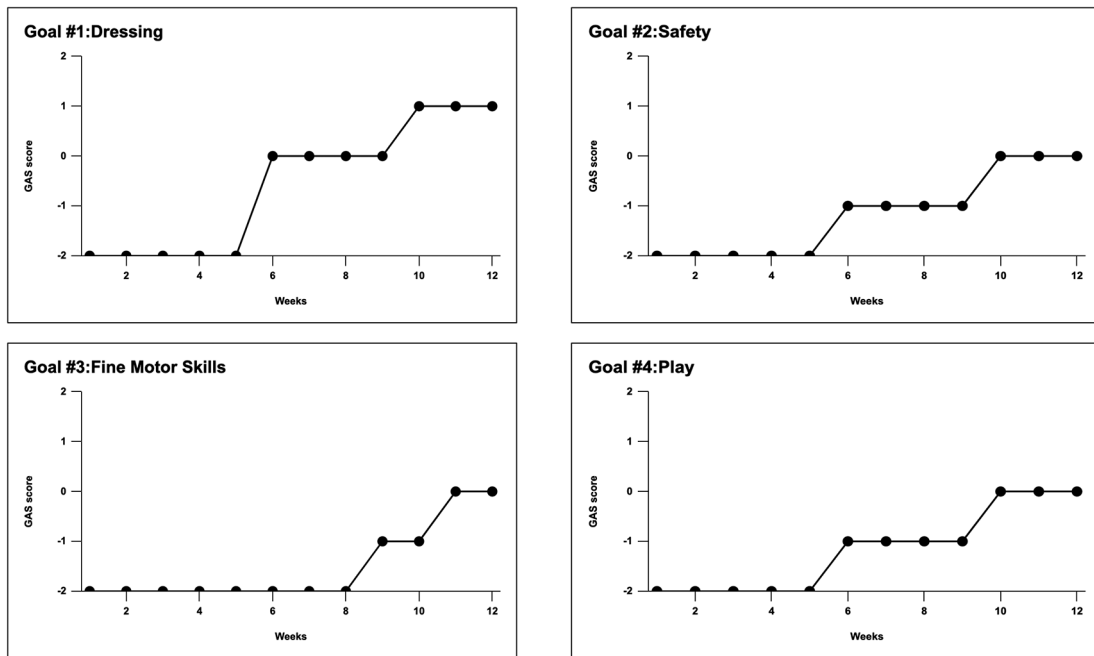 Goal #1:Dressing
2
1
0
-1
-2
GAS score
2 4 6 8 10 12
Weeks
Goal #2:Safety
2
1
0
-1
-2
GAS score
2 4 6 8 10 12
Weeks
Goal #3:Fine Motor Skills
2
1
0
-1
-2
GAS score
2 4 6 8 10 12
Weeks
Goal #4:Play
2
1
0
-1
-2
GAS score
2 4 6 8 10 12
Weeks